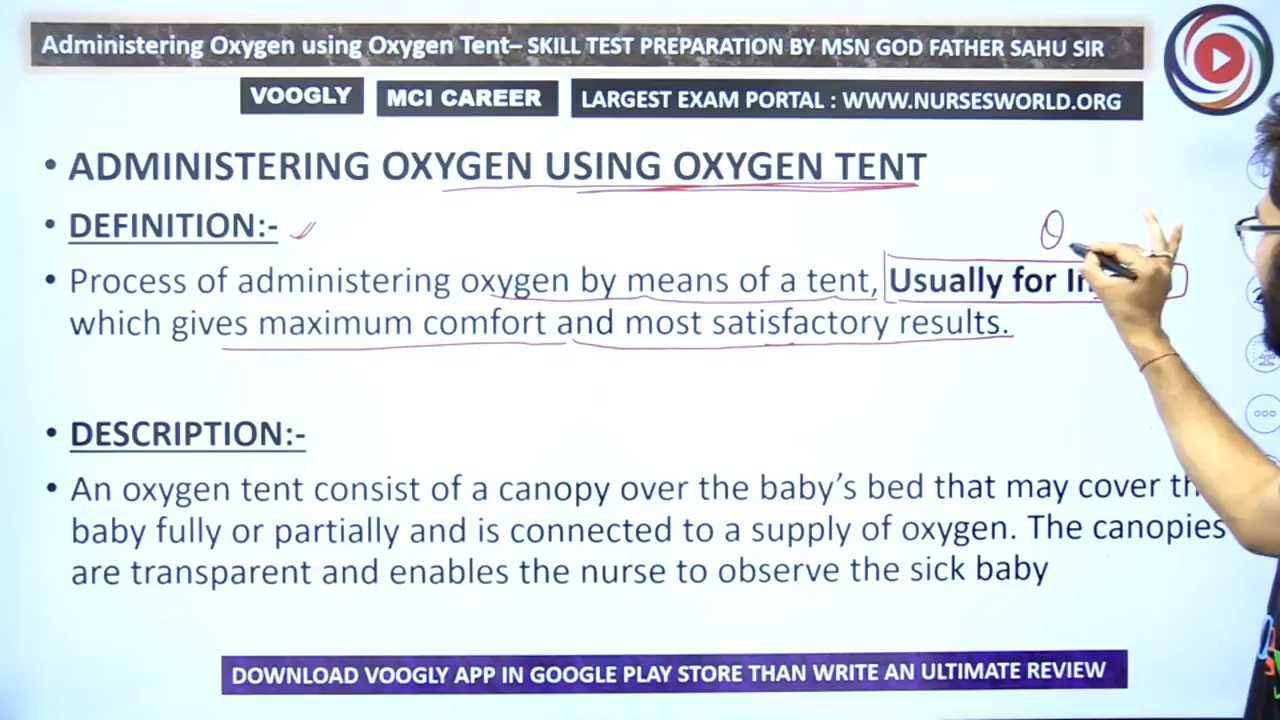 Administering Oxygen using Oxygen Tent– SKILL TEST PREPARATION BY MSN GOD FATHER SAHU SIR
VOOGLY MCI CAREER LARGEST EXAM PORTAL : WWW.NURSESWORLD.ORG
• ADMINISTERING OXYGEN USING OXYGEN TENT
• DEFINITION:-
O
• Process of administering oxygen by means of a tent, Usually for
which gives maximum comfort and most satisfactory results.
• DESCRIPTION:-
• An oxygen tent consist of a canopy over the baby’s bed that may cover
baby fully or partially and is connected to a supply of oxygen. The canopies
are transparent and enables the nurse to observe the sick baby
DOWNLOAD VOOGLY APP IN GOOGLE PLAY STORE THAN WRITE AN ULTIMATE REVIEW